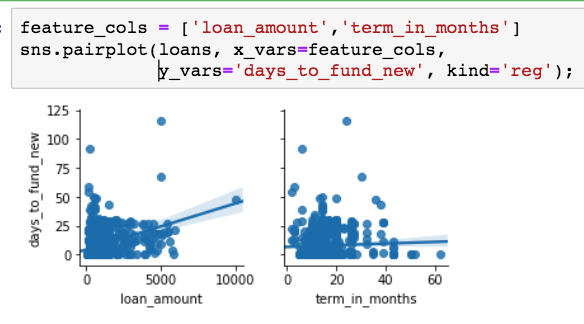 feature_cols = ['loan_amount','term_in_months']
sns.pairplot(loans, x_vars=feature_cols,
y_vars='days_to_fund_new', kind='reg');
125
100
75
50
25
0
days_to_fund_new
0 5000 10000
loan_amount
0 20 40 60
term_in_months